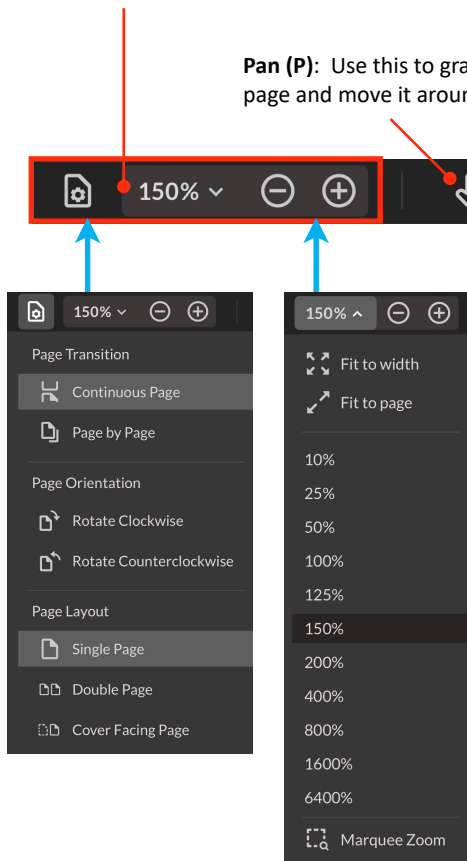 Pan (P): Use this to
page and move it
150%
150%
Page Transition
Continuous Page
Page by Page
Page Orientation
Rotate Clockwise
Rotate Counterclockwise
Page Layout
Single Page
Double Page
Cover Facing Page
150%
Fit to width
Fit to page
10%
25%
50%
100%
125%
150%
200%
400%
800%
1600%
6400%
Marquee Zoom